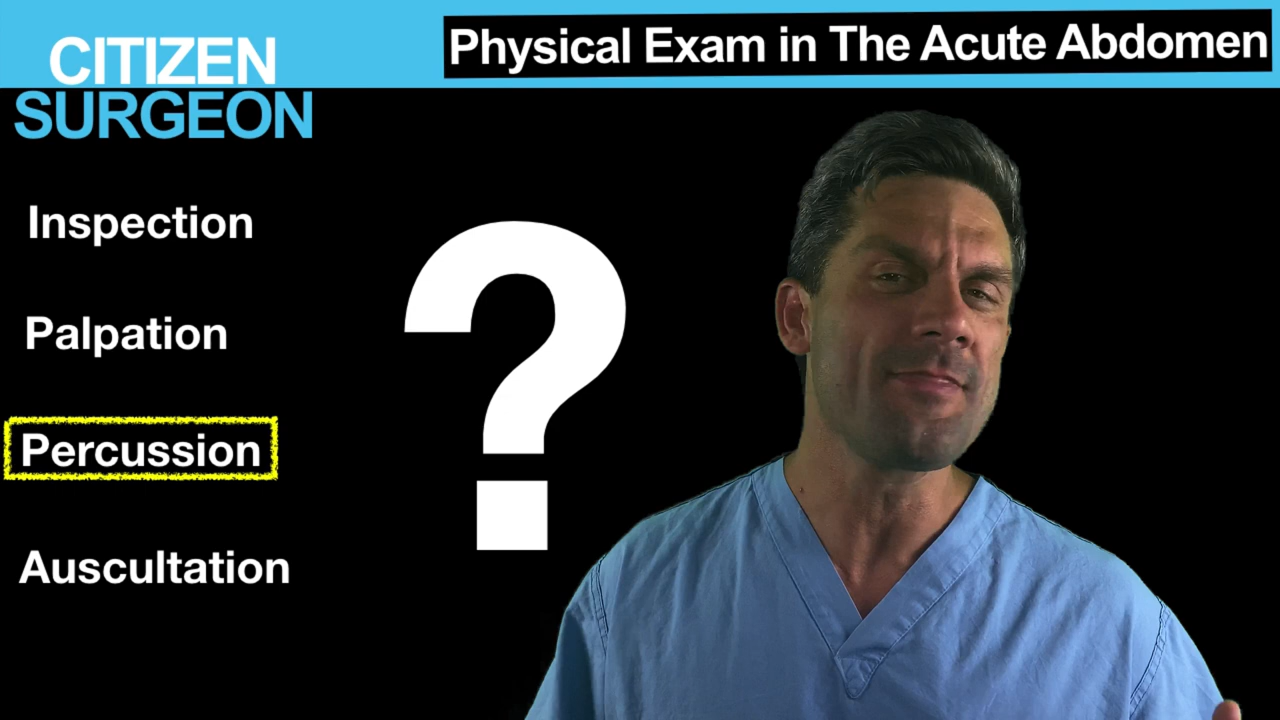 CITIZEN
SURGEON
Physical Exam in The Acute Abdomen
Inspection
Palpation
?
Percussion
Auscultation